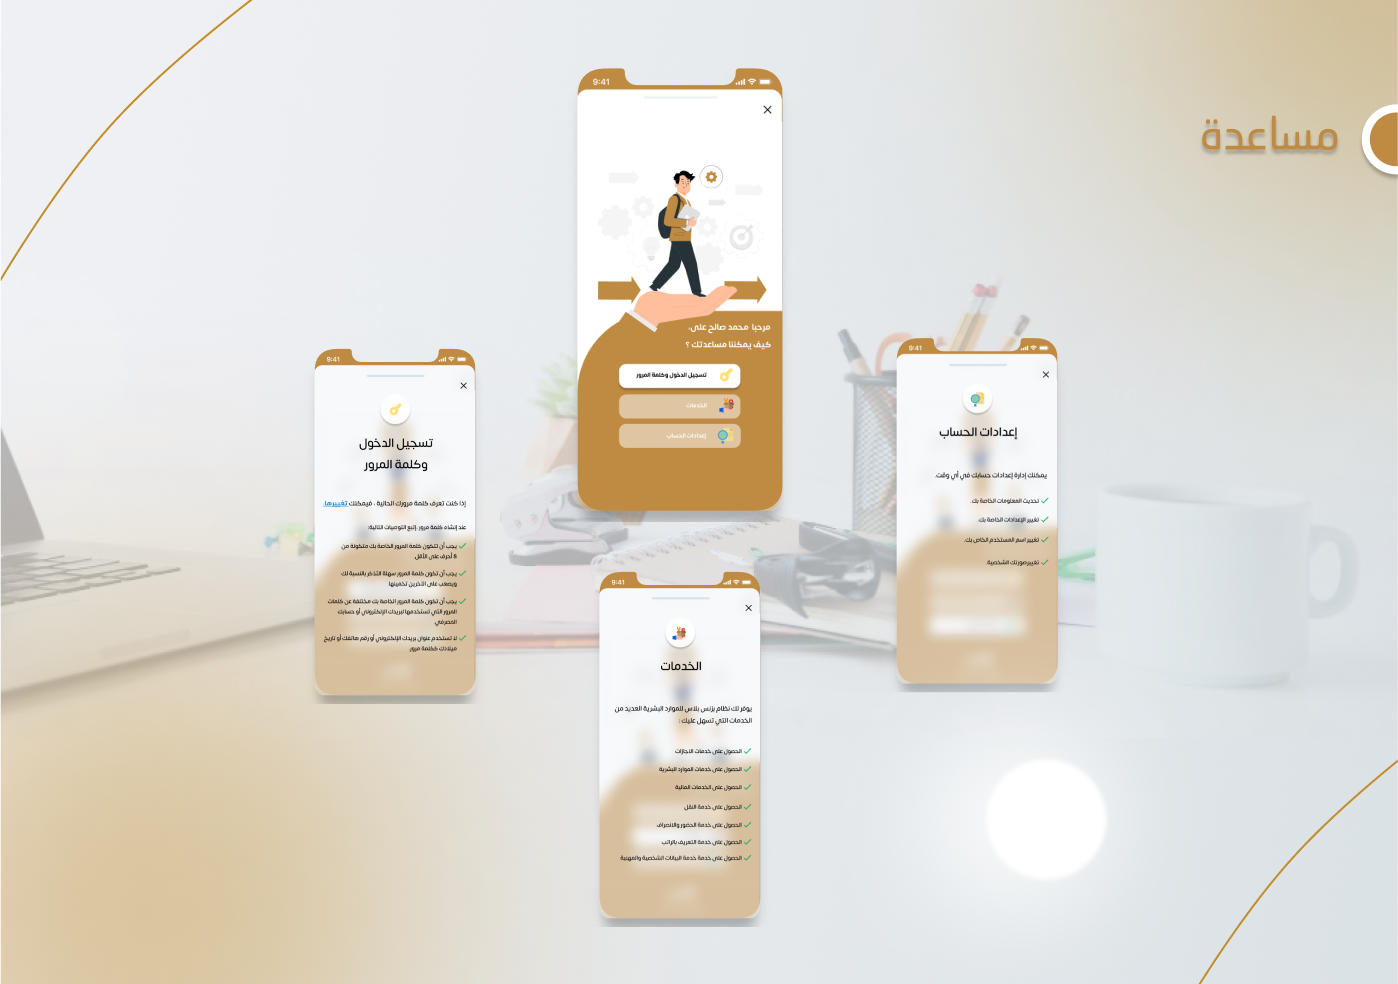 مساعدة
9:41
مرحبا محمد صالح علي.
كيف يمكننا مساعدتك ؟
تسجيل الدخول وكلمة المرور
الخدمات
إعدادات الحساب
9:41
إعدادات الحساب
يمكنك إدارة إعدادات حسابك في أي وقت.
تحديث المعلومات الخاصة بك.
تغيير الإعدادات الخاصة بك.
تغيير اسم المستخدم الخاص بك.
تغييرصورتك الشخصية.
9:41
تسجيل الدخول
وكلمة المرور
إذا كنت تعرف كلمة مرورك الحالية ، فيمكنك تغييرها.
عند إنشاء كلمة مرور إتبع التوصيات التالية:
يجب أن تتكون كلمة المرور الخاصة بك متكونة من
8 أحرف على الأقل.
يجب أن تكون كلمة المرور سهلة التذكر بالنسبة لك
ويصعب على الآخرين تخمينها
يجب أن تكون كلمة المرور الخاصة بك مختلفة عن كلمات
المرور التي تستخدمها لبريدك الإلكتروني أو حسابك
المصرفي
لا تستخدم عنوان بريدك الإلكتروني أو رقم هاتفك أو تاريخ
ميلادك ككلمة مرور
9:41
الخدمات
يوفر لك نظام بزنس بلاس للموارد البشرية العديد من
الخدمات التي تسهل عليك :
الحصول على خدمات الاجازات
الحصول على خدمات الموارد البشرية
الحصول على الخدمات المالية
الحصول على خدمة النقل
الحصول على خدمة الحضور والانصراف
الحصول على خدمة التعريف بالراتب
الحصول على خدمة خدمة البيانات الشخصية والمهنية